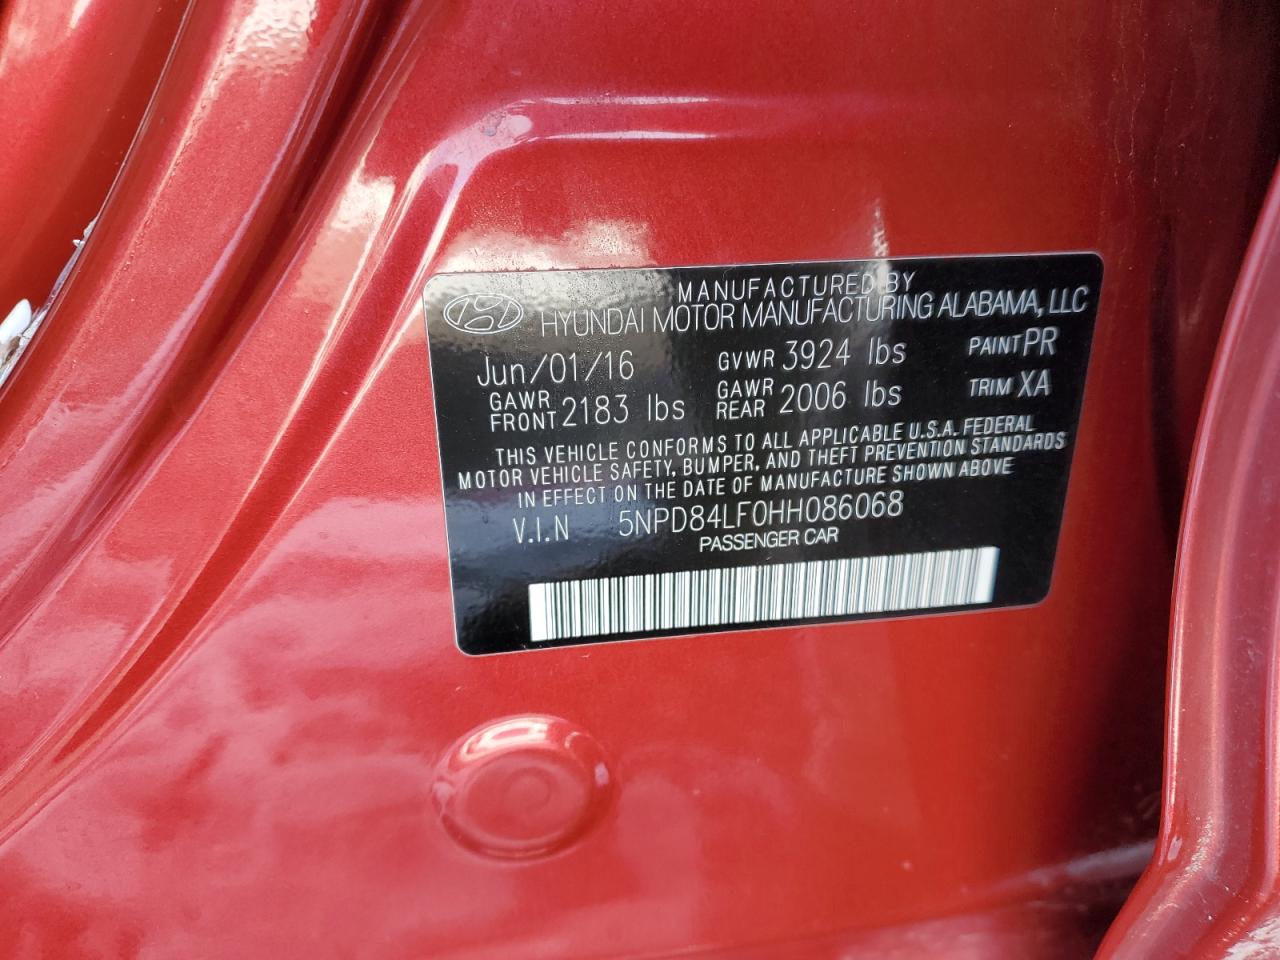 MANUFACTURED BY
HYUNDAI MOTOR MANUFACTURING ALABAMA, LLC
Jun/01/16 GVWR 3924 lbs PAINT PR
GAWR FRONT 2183 lbs GAWR REAR 2006 lbs TRIM XA
THIS VEHICLE CONFORMS TO ALL APPLICABLE U.S.A. FEDERAL
MOTOR VEHICLE SAFETY, BUMPER, AND THEFT PREVENTION STANDARDS
IN EFFECT ON THE DATE OF MANUFACTURE SHOWN ABOVE
V.I.N 5NPD84LF0HH086068
PASSENGER CAR